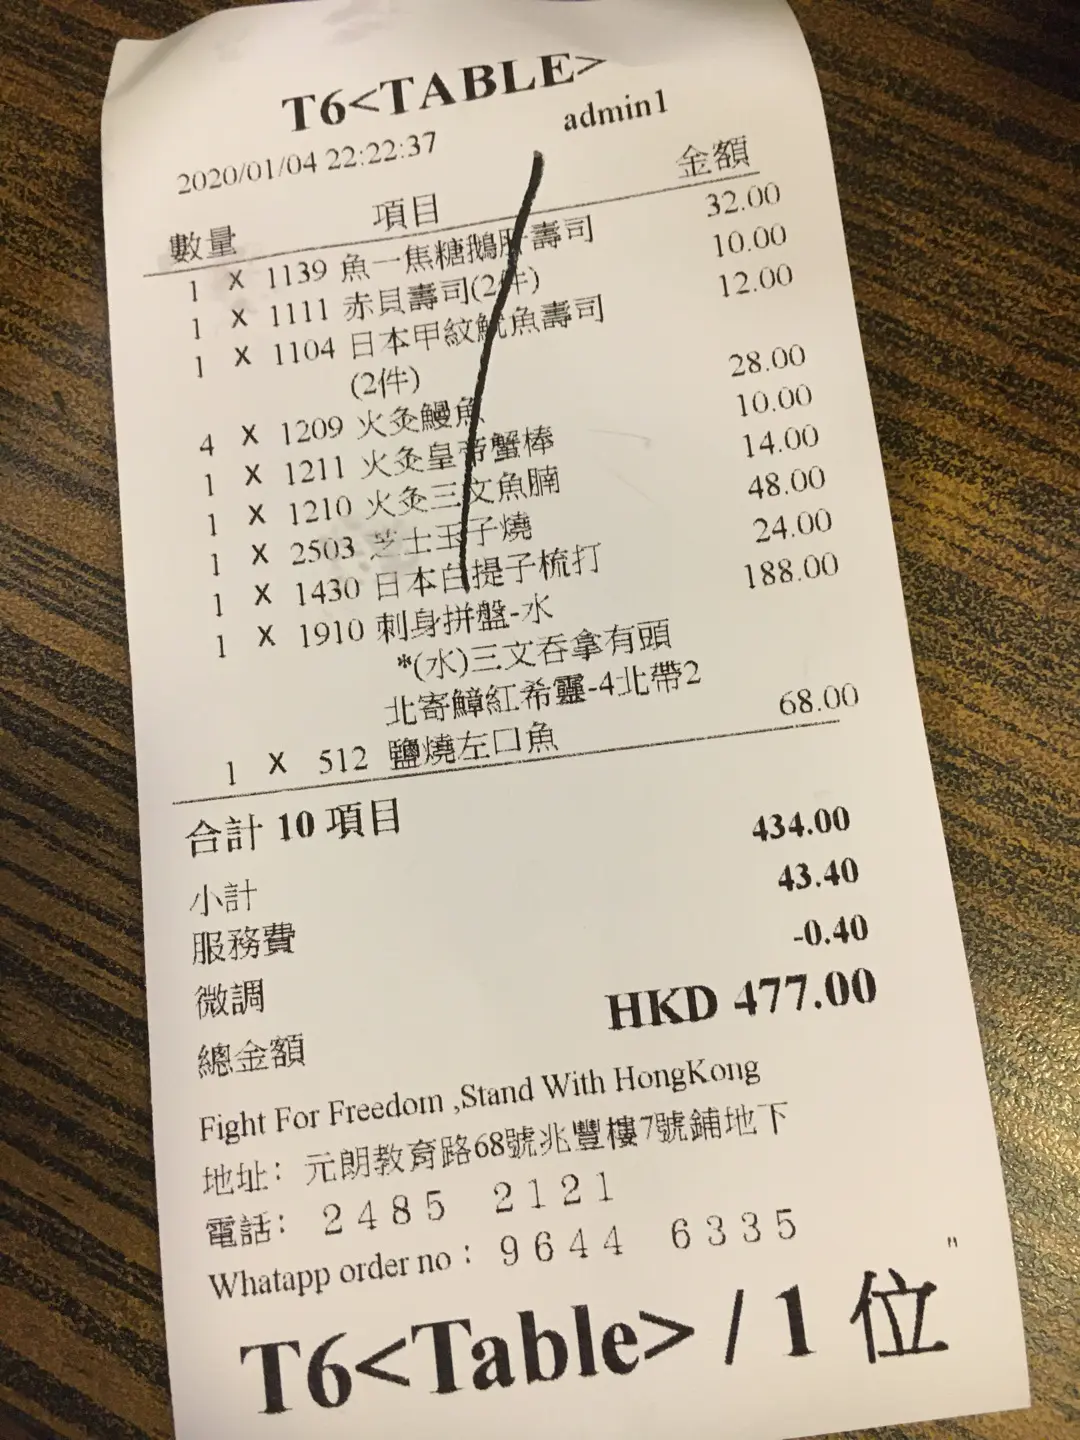 T6<TABLE>
2020/01/04 22:22:37 admin1
數量 項目 金額
1 X 1139 魚一焦糖鵝肝壽司 32.00
1 X 1111 赤貝壽司(2件) 10.00
1 X 1104 日本甲紋魷魚壽司 12.00
(2件)
4 X 1209 火灸鰻魚 28.00
1 X 1211 火灸皇帝蟹棒 10.00
1 X 1210 火灸三文魚腩 14.00
1 X 2503 芝士玉子燒 48.00
1 X 1430 日本白提子梳打 24.00
1 X 1910 刺身拼盤-水 188.00
*(水)三文吞拿有頭
北寄鱆紅希靈-4北帶2
1 X 512 鹽燒左口魚 68.00
合計 10 項目
小計 434.00
服務費 43.40
微調 -0.40
總金額 HKD 477.00
Fight For Freedom ,Stand With HongKong
地址：元朗教育路68號兆豐樓7號鋪地下
電話：2485 2121
Whatapp order no：9644 6335
"
T6<Table> / 1 位